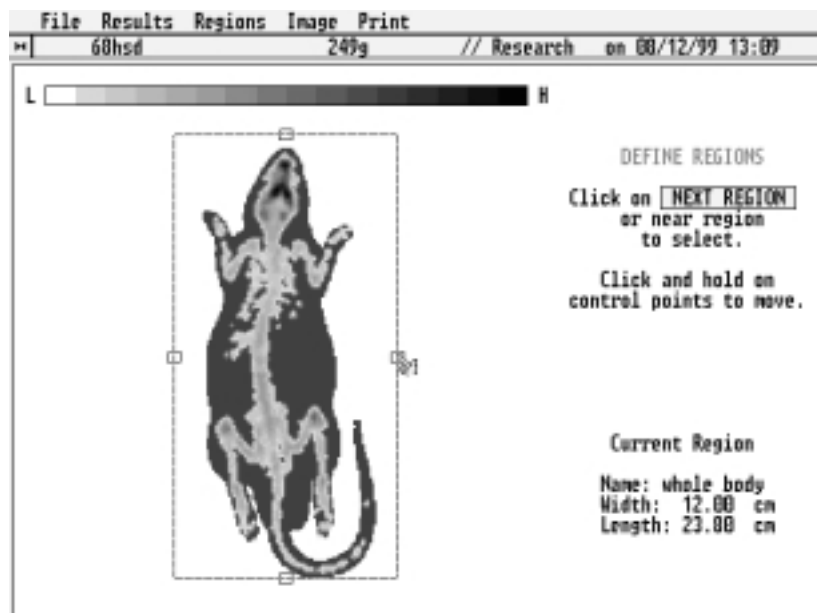 File Results Regions Image Print
60hsd 249g // Research on 08/12/99 13:09
L H
DEFINE REGIONS
Click on NEXT REGION
or near region
to select.
Click and hold on
control points to move.
Current Region
Name: whole body
Width: 12.00 cm
Length: 23.80 cm